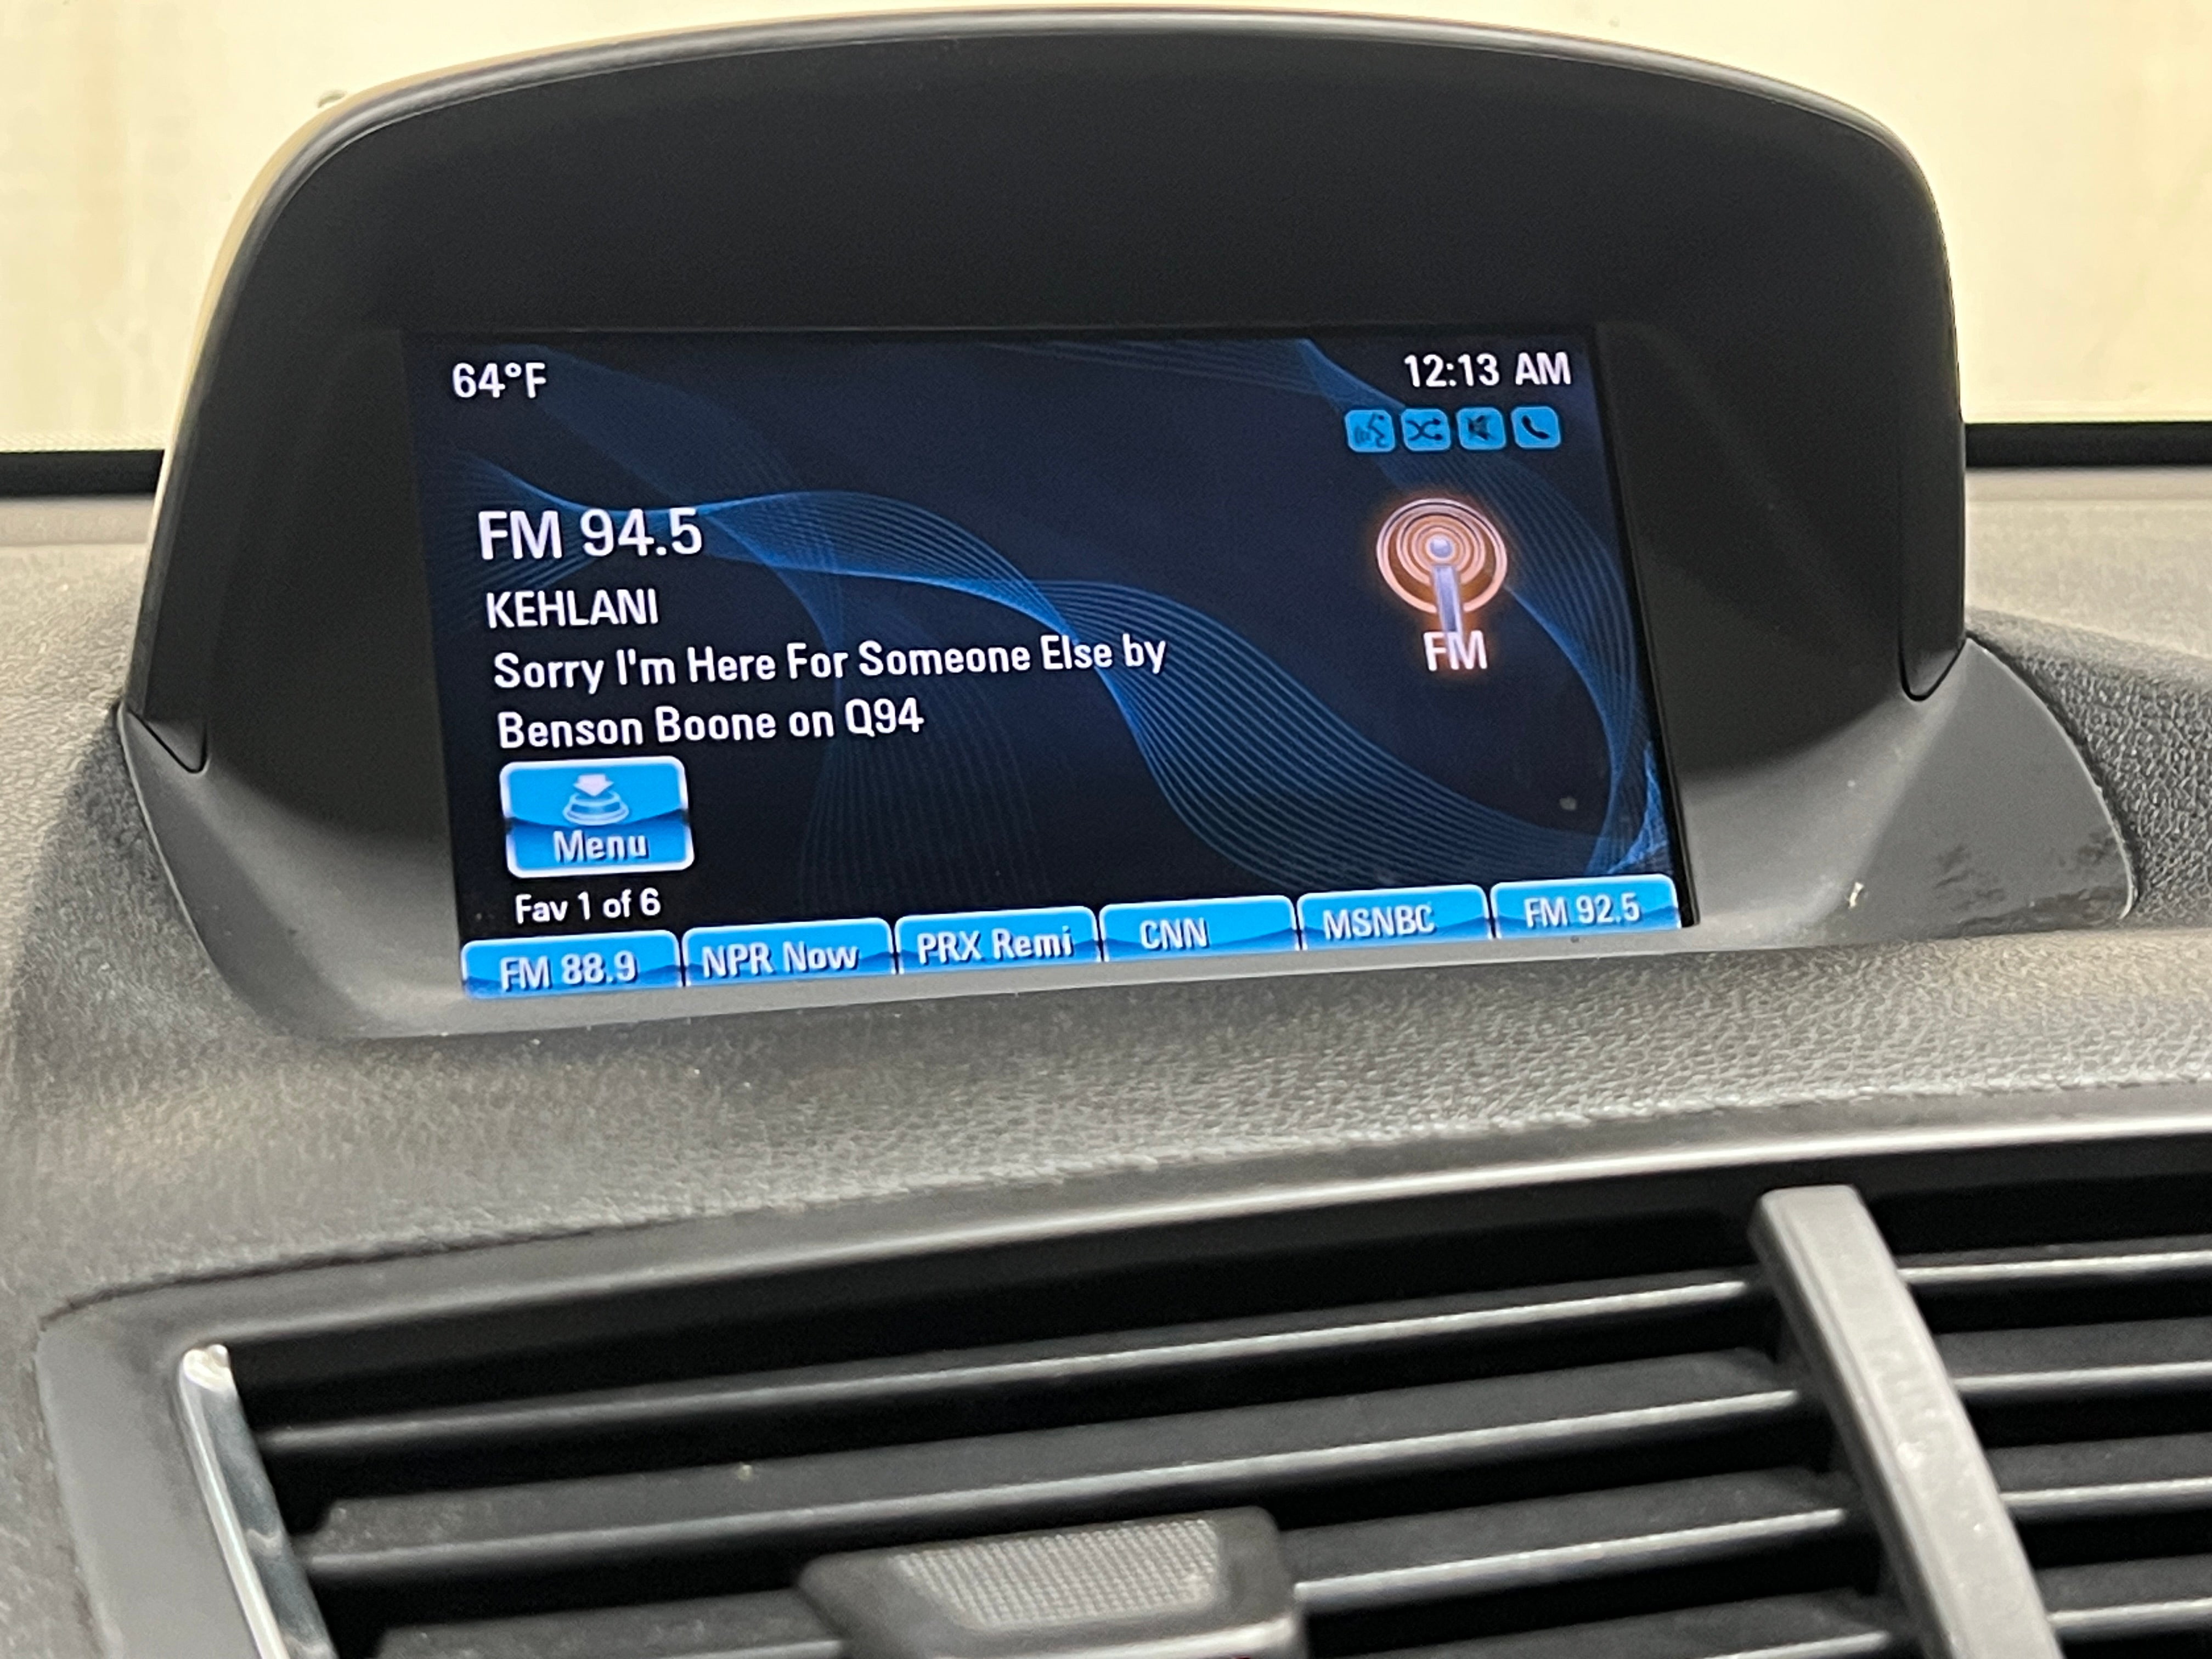 64°F
12:13 AM
FM 94.5
KEHLANI
Sorry I'm Here For Someone Else by
Benson Boone on Q94
FM
Menu
Fav 1 of 6
FM 88.9
NPR Now
PRX Remi
CNN
MSNBC
FM 92.5